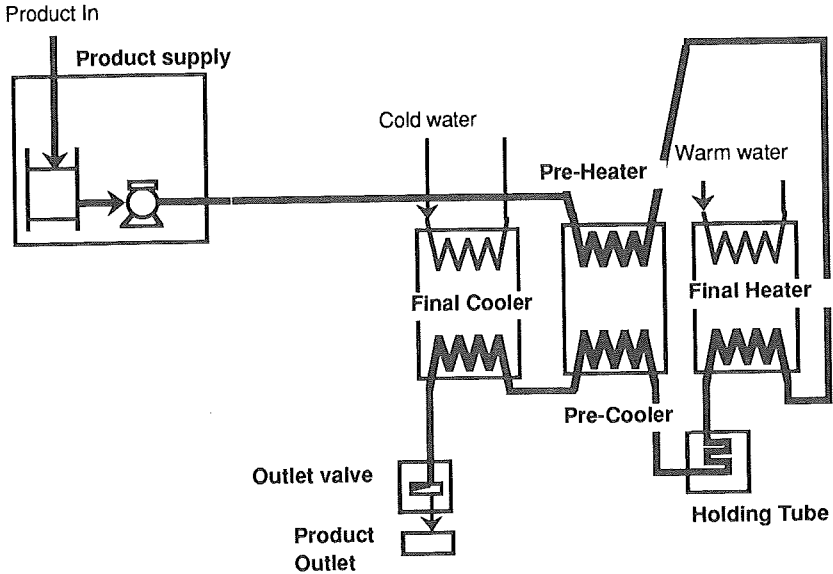 Product In
Product supply
Cold water
Pre-Heater
Warm water
Final Cooler
Final Heater
Pre-Cooler
Outlet valve
Holding Tube
Product
Outlet